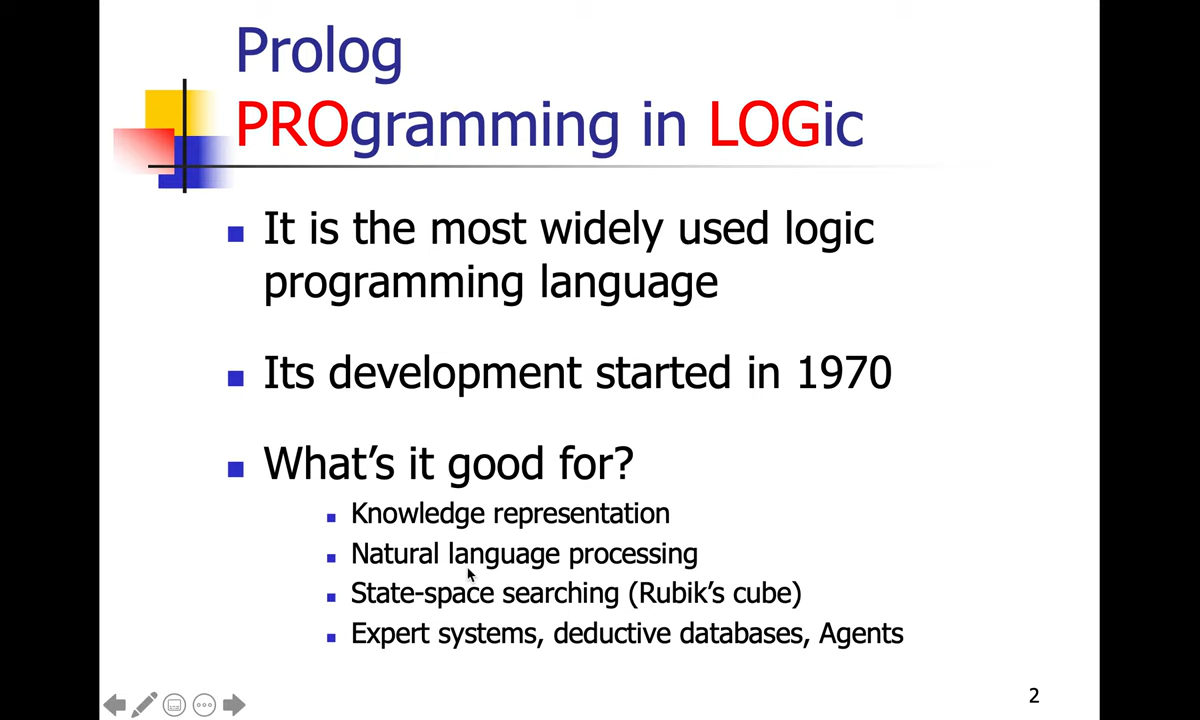 Prolog
PROgramming in LOGic
It is the most widely used logic
programming language
Its development started in 1970
What’s it good for?
Knowledge representation
Natural language processing
State-space searching (Rubik’s cube)
Expert systems, deductive databases, Agents
2